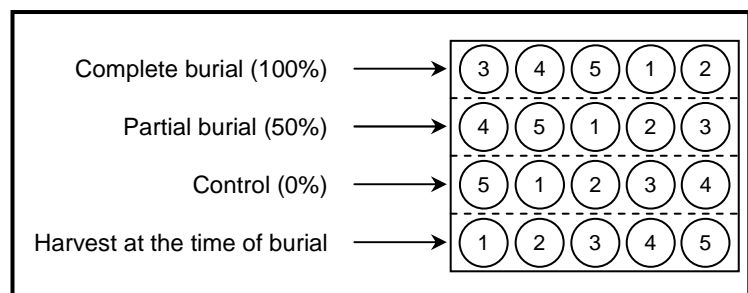 Complete burial (100%) 3 4 5 1 2
Partial burial (50%) 4 5 1 2 3
Control (0%) 5 1 2 3 4
Harvest at the time of burial 1 2 3 4 5